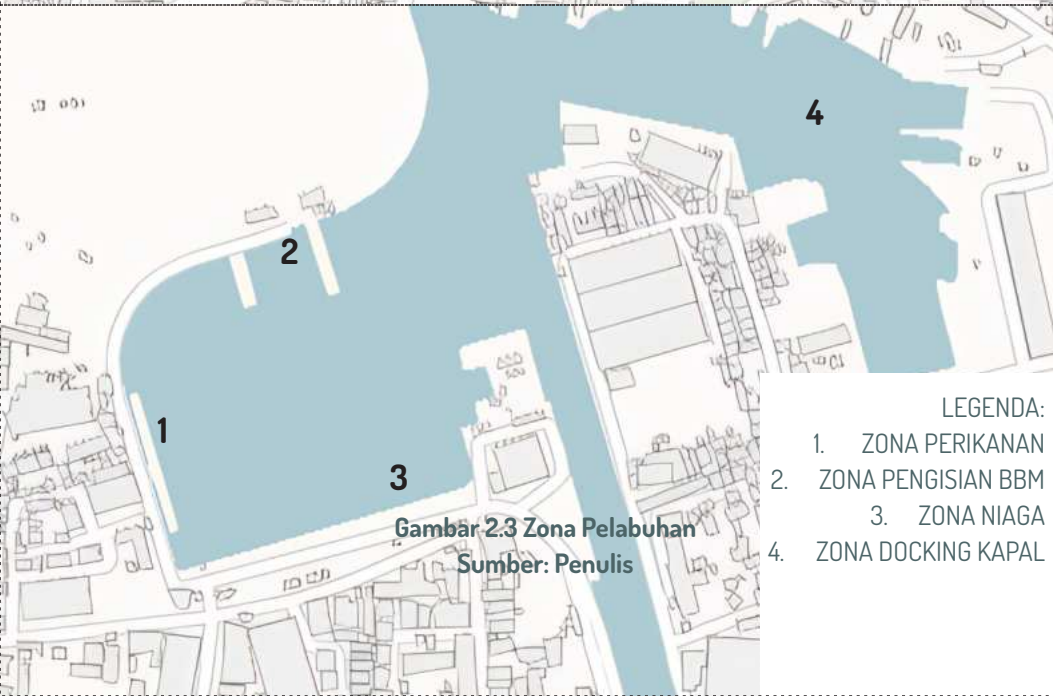 4
2
1
3
Gambar 2.3 Zona Pelabuhan
Sumber: Penulis
LEGENDA:
1. ZONA PERIKANAN
2. ZONA PENGISIAN BBM
3. ZONA NIAGA
4. ZONA DOCKING KAPAL